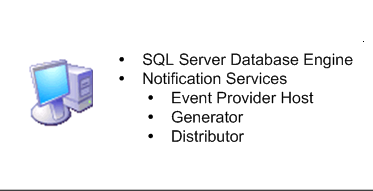 • SQL Server Database Engine
• Notification Services
• Event Provider Host
• Generator
• Distributor